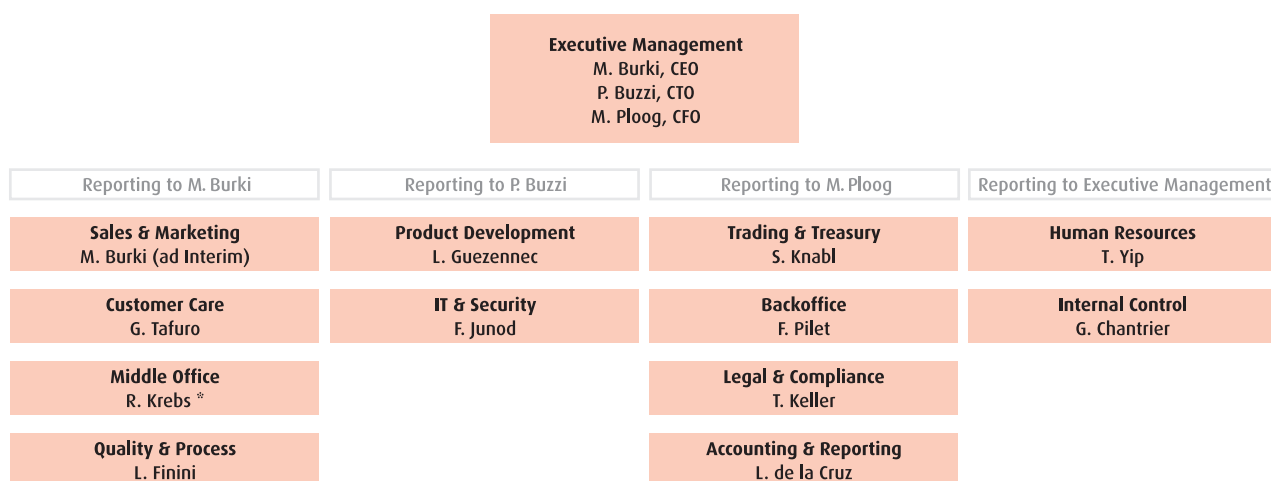 Executive Management
M. Burki, CEO
P. Buzzi, CTO
M. Ploog, CFO
Reporting to M. Burki
Reporting to P. Buzzi
Reporting to M. Ploog
Reporting to Executive Management
Sales & Marketing
M. Burki (ad Interim)
Product Development
L. Guezennec
Trading & Treasury
S. Knabl
Human Resources
T. Yip
Customer Care
G. Tafuro
IT & Security
F. Junod
Backoffice
F. Pilet
Internal Control
G. Chantrier
Middle Office
R. Krebs *
Legal & Compliance
T. Keller
Quality & Process
L. Finini
Accounting & Reporting
L. de la Cruz